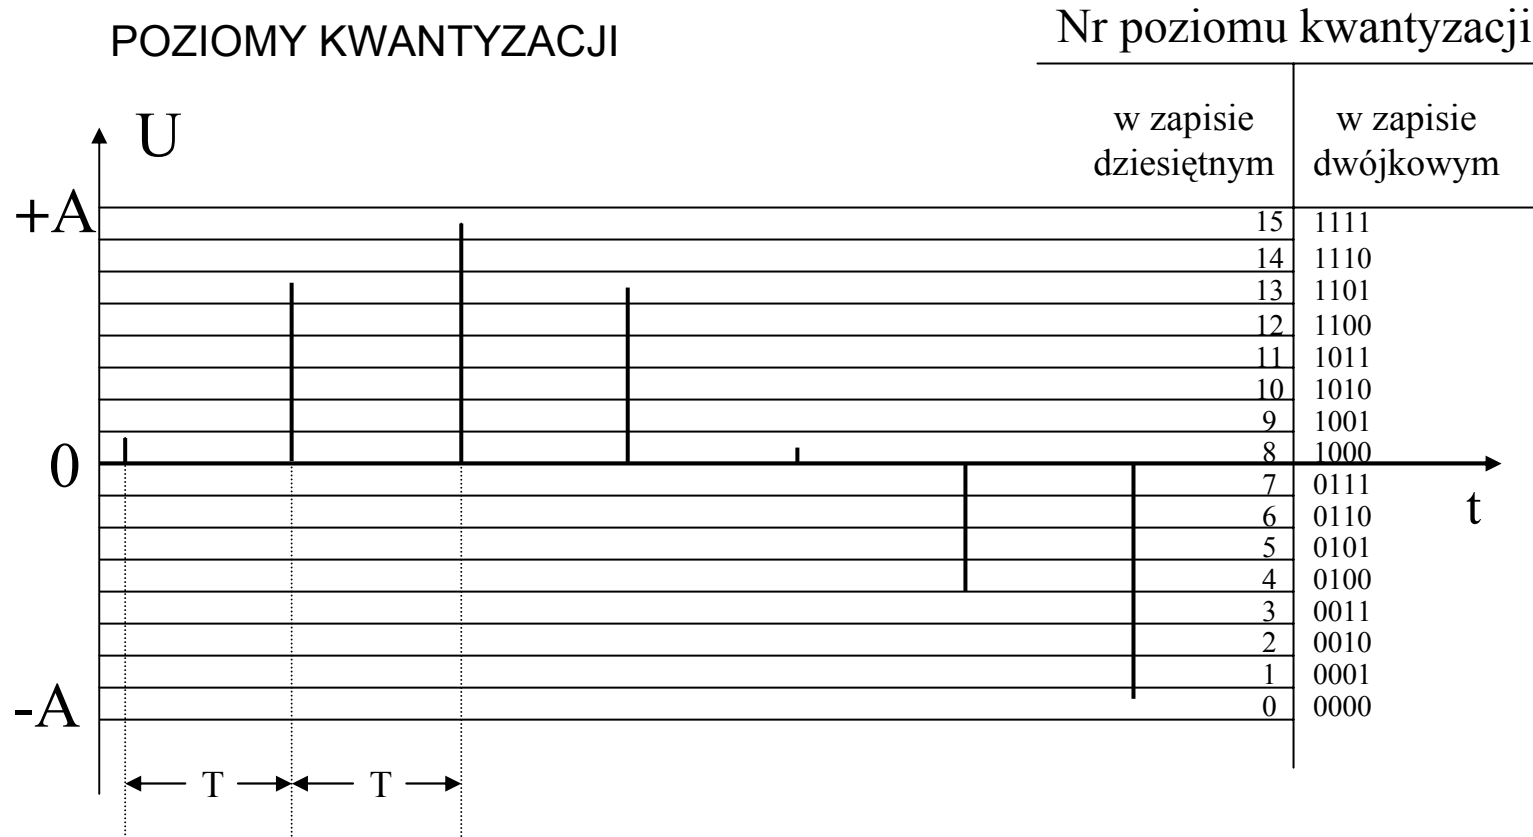 POZIOMY KWANTYZACJI
Nr poziomu kwantyzacji
w zapisie dziesiętnym
w zapisie dwójkowym
U
+A
15 1111
14 1110
13 1101
12 1100
11 1011
10 1010
9 1001
0
8 1000
7 0111
t
6 0110
5 0101
4 0100
3 0011
2 0010
1 0001
-A
0 0000
T T